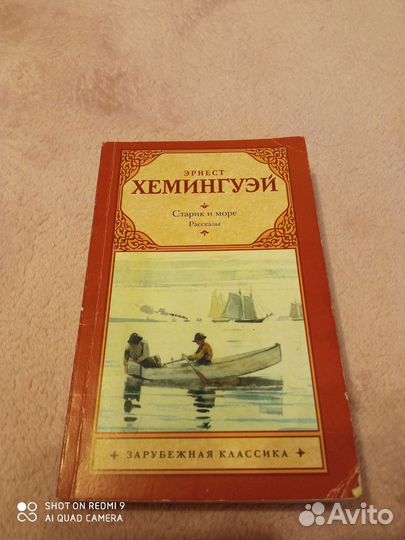 ЭРНЕСТ
ХЕМИНГУЭЙ
Старик и море
Рассказы
ЗАРУБЕЖНАЯ КЛАССИКА
SHOT ON REDMI 9
AI QUAD CAMERA
Avito